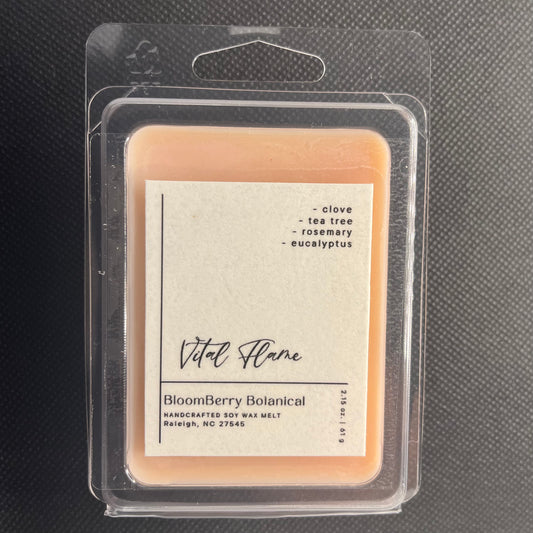 - clove
- tea tree
- rosemary
- eucalyptus
Vital Flame
BloomBerry Botanical
HANDCRAFTED SOY WAX MELT
Raleigh, NC 27545
2.15 oz. | 61 g